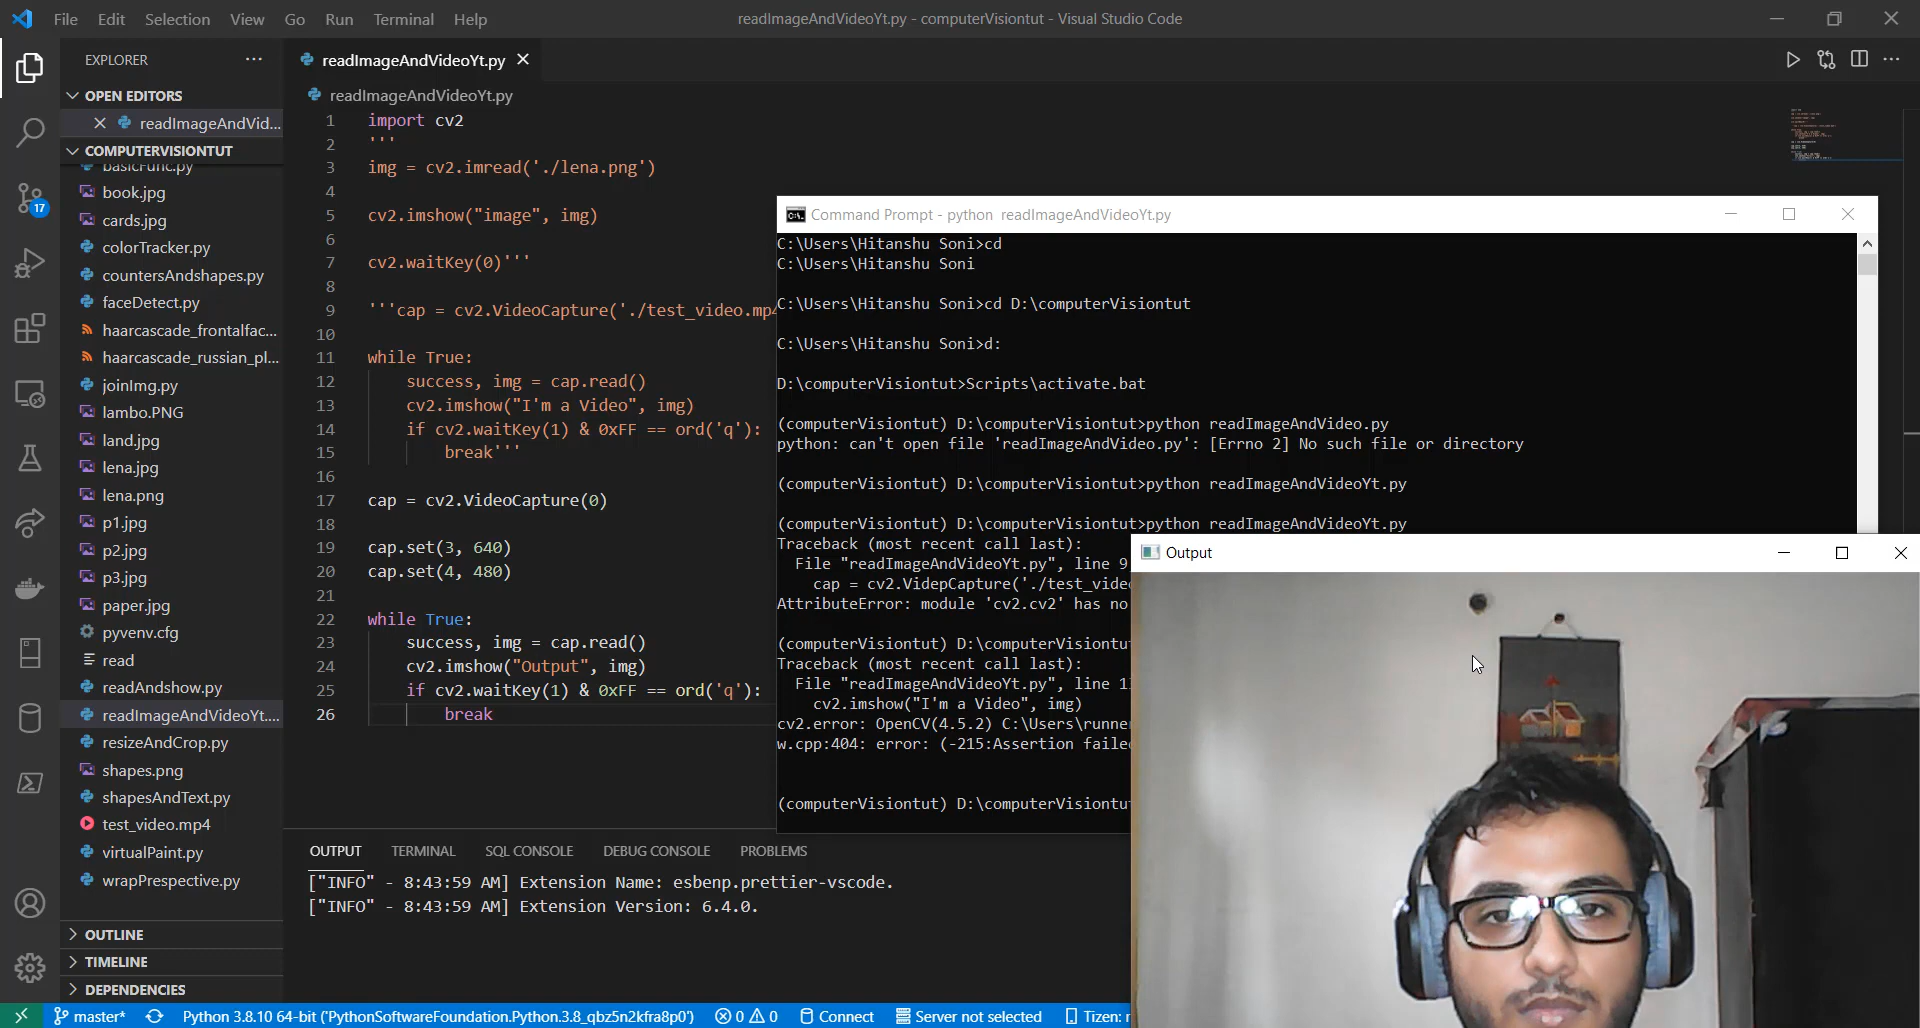 File Edit Selection View Go Run Terminal Help
readImageAndVideoYt.py - computerVisiontut - Visual Studio Code
EXPLORER
OPEN EDITORS
readImageAndVid...
COMPUTERVISIONTUT
basicFunc.py
book.jpg
cards.jpg
colorTracker.py
countersAndshapes.py
faceDetect.py
haarcascade_frontalfac...
haarcascade_russian_pl...
joinImg.py
lambo.PNG
land.jpg
lena.jpg
lena.png
p1.jpg
p2.jpg
p3.jpg
paper.jpg
pyvenv.cfg
read
readAndshow.py
readImageAndVideoYt....
resizeAndCrop.py
shapes.png
shapesAndText.py
test_video.mp4
virtualPaint.py
wrapPrespective.py
OUTLINE
TIMELINE
DEPENDENCIES
17
readImageAndVideoYt.py
readImageAndVideoYt.py
1 import cv2
2 '''
3 img = cv2.imread('./lena.png')
4
5 cv2.imshow("image", img)
6
7 cv2.waitKey(0)'''
8
9 '''cap = cv2.VideoCapture('./test_video.mp4
10
11 while True:
12 success, img = cap.read()
13 cv2.imshow("I'm a Video", img)
14 if cv2.waitKey(1) & 0xFF == ord('q'):
15 break'''
16
17 cap = cv2.VideoCapture(0)
18
19 cap.set(3, 640)
20 cap.set(4, 480)
21
22 while True:
23 success, img = cap.read()
24 cv2.imshow("Output", img)
25 if cv2.waitKey(1) & 0xFF == ord('q'):
26 break
Command Prompt - python readImageAndVideoYt.py
C:\Users\Hitanshu Soni>cd
C:\Users\Hitanshu Soni
C:\Users\Hitanshu Soni>cd D:\computerVisiontut
C:\Users\Hitanshu Soni>d:
D:\computerVisiontut>Scripts\activate.bat
(computerVisiontut) D:\computerVisiontut>python readImageAndVideo.py
python: can't open file 'readImageAndVideo.py': [Errno 2] No such file or directory
(computerVisiontut) D:\computerVisiontut>python readImageAndVideoYt.py
(computerVisiontut) D:\computerVisiontut>python readImageAndVideoYt.py
Traceback (most recent call last):
File "readImageAndVideoYt.py", line 9
cap = cv2.VidepCapture('./test_vide
AttributeError: module 'cv2.cv2' has no
(computerVisiontut) D:\computerVisiontut
Traceback (most recent call last):
File "readImageAndVideoYt.py", line 1
cv2.imshow("I'm a Video", img)
cv2.error: OpenCV(4.5.2) C:\Users\runner
w.cpp:404: error: (-215:Assertion failed
(computerVisiontut) D:\computerVisiontut
Output
OUTPUT TERMINAL SQL CONSOLE DEBUG CONSOLE PROBLEMS
["INFO" - 8:43:59 AM] Extension Name: esbenp.prettier-vscode.
["INFO" - 8:43:59 AM] Extension Version: 6.4.0.
master* Python 3.8.10 64-bit ('PythonSoftwareFoundation.Python.3.8_qbz5n2kfra8p0') 0 0 Connect Server not selected Tizen: